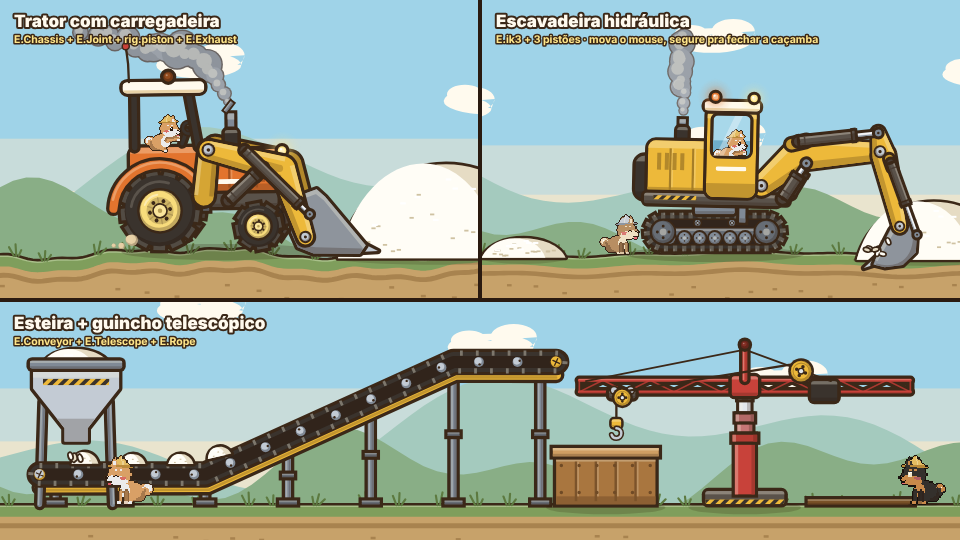 Trator com carregadeira
E.Chassis + E.Joint + rig.piston + E.Exhaust
Escavadeira hidráulica
E.ik3 + 3 pistões · mova o mouse, segure pra fechar a caçamba
Esteira + guincho telescópico
E.Conveyor + E.Telescope + E.Rope